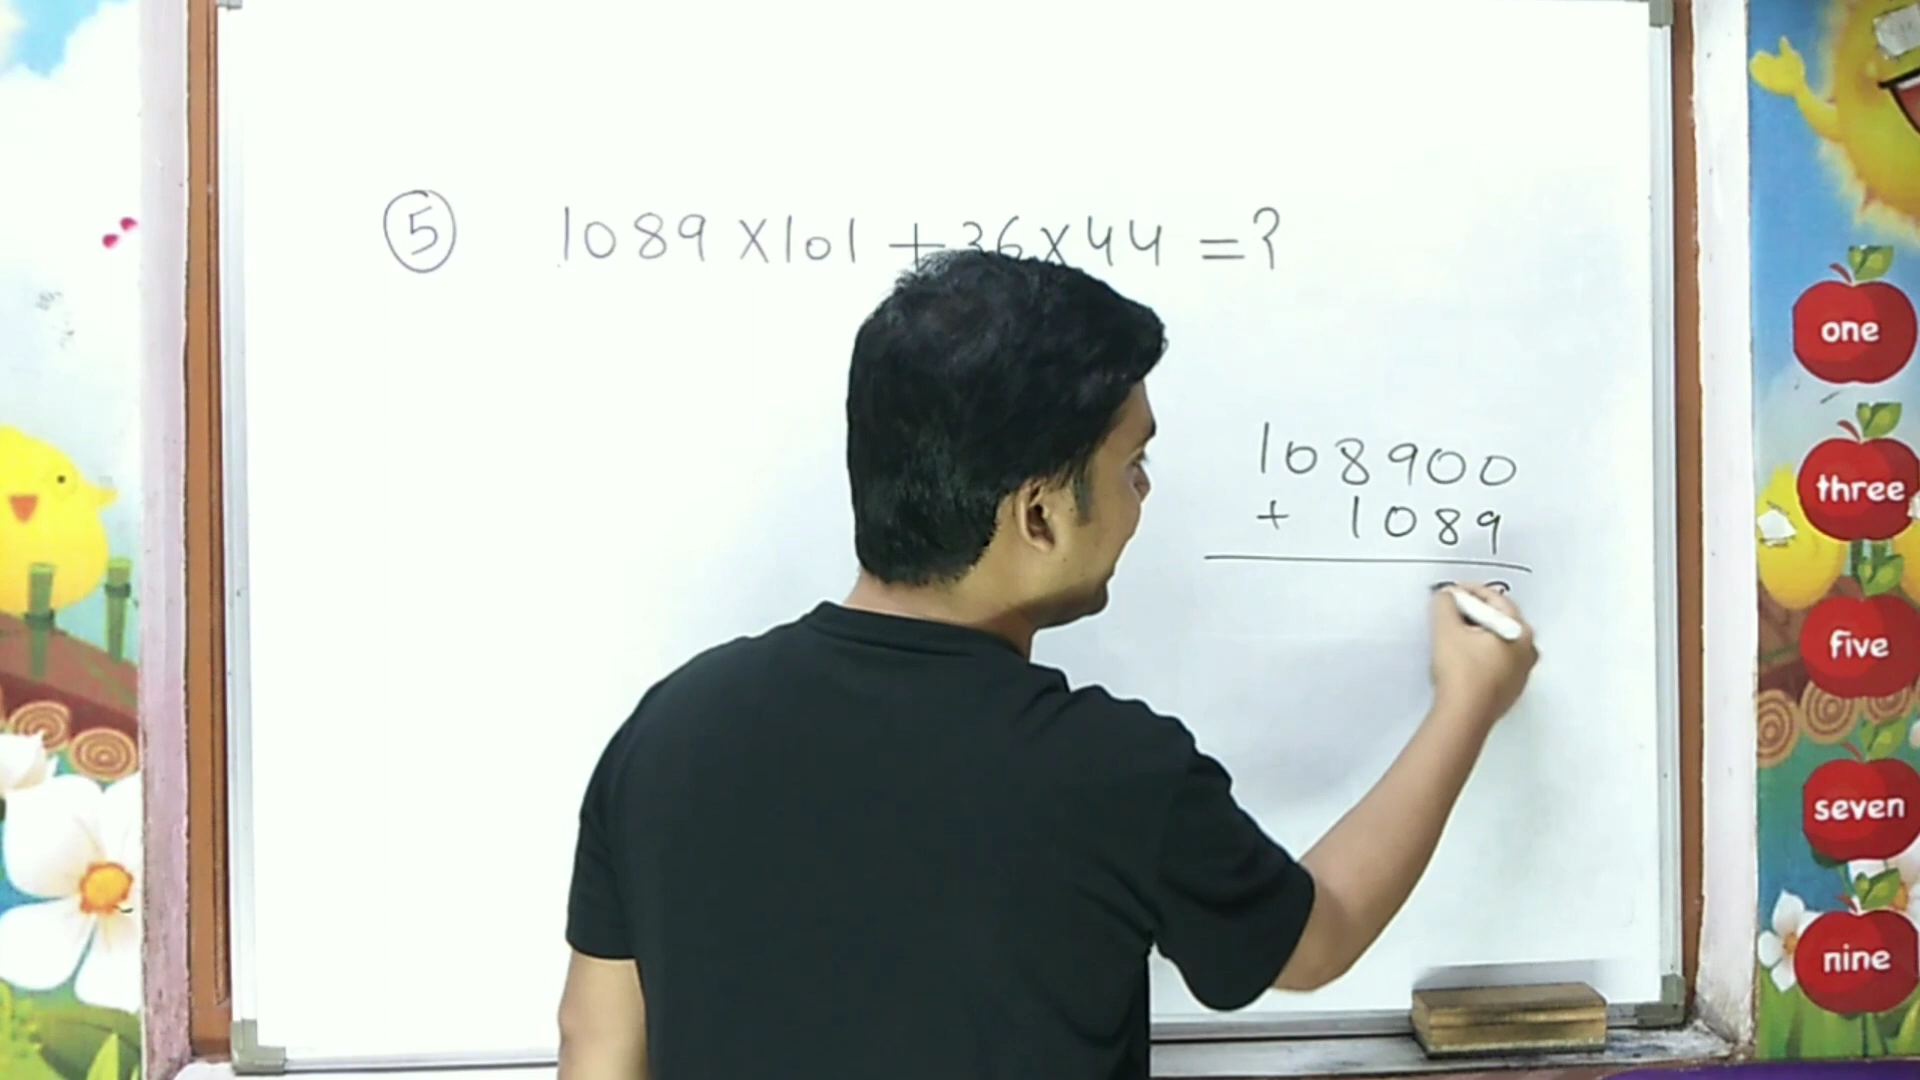 ⑤ 1089 X 101 + 36 X 44 = ?
108900
+ 1089
one
three
five
seven
nine